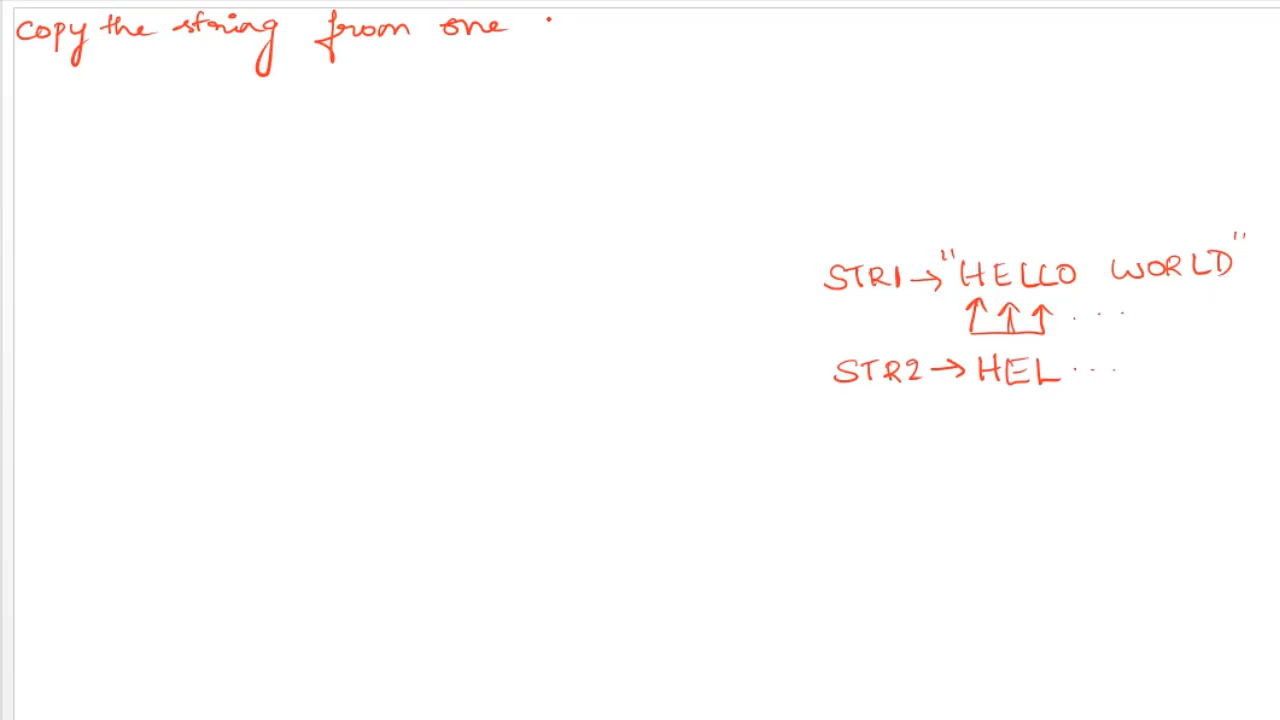 copy the string from one
STR1 → "HELLO WORLD"
↑↑↑ . . . .
STR2 → HEL . . .